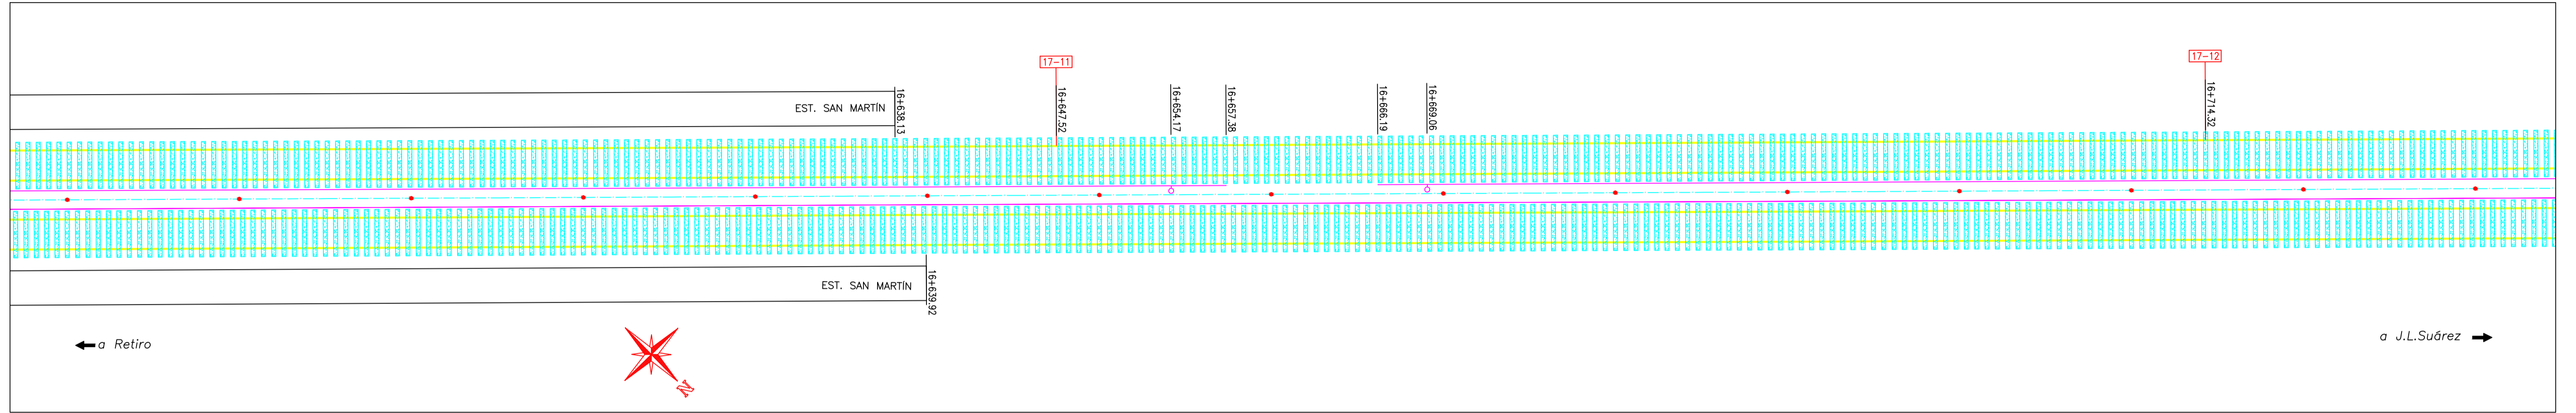 17-11
17-12
EST. SAN MARTÍN
16+638.13
16+647.52
16+654.17
16+657.38
16+666.19
16+669.06
16+714.32
EST. SAN MARTÍN
16+639.92
a Retiro
N
a J.L.Suárez